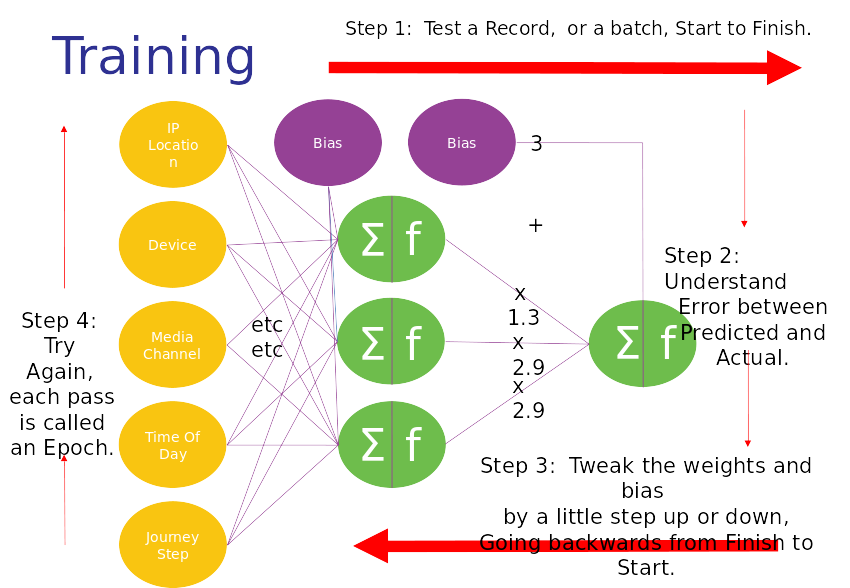 Step 1:  Test a Record,  or a batch, Start to Finish.
Training
IP
Locatio
n
Bias
Bias
3
Device
Σ f
+
Step 2:
Understand
Error between
Predicted and
Actual.
x
1.3
x
2.9
x
2.9
Step 4:
Try
Again,
each pass
is called
an Epoch.
etc
etc
Media
Channel
Σ f
Σ f
Time Of
Day
Σ f
Step 3:  Tweak the weights and
bias
by a little step up or down,
Going backwards from Finish to
Start.
Journey
Step